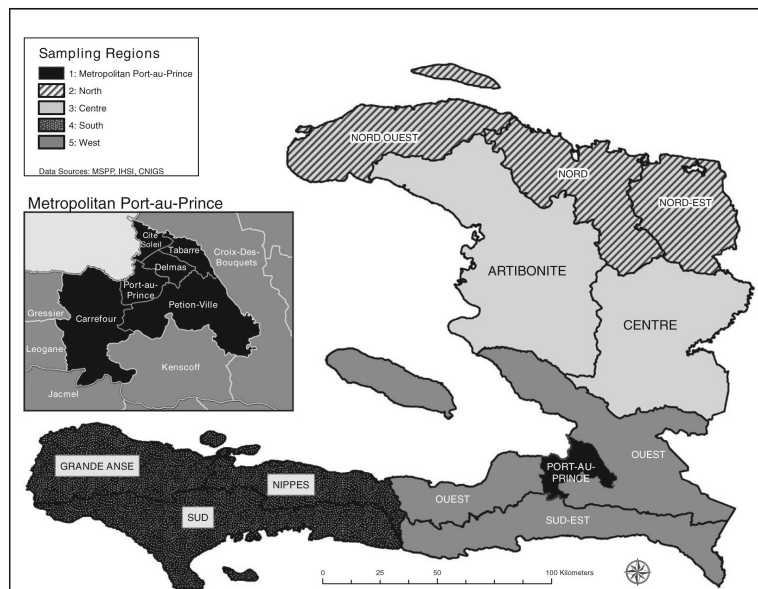 Sampling Regions
1: Metropolitan Port-au-Prince
2: North
3: Centre
4: South
5: West
Data Sources: MSPP, IHSI, CNIGS
Metropolitan Port-au-Prince
Cite
Soleil
Tabarre
Croix-Des-
Bouquets
Delmas
Port-au-
Prince
Petion-Ville
Gressier
Carrefour
Leogane
Kenscoff
Jacmel
NORD OUEST
NORD
NORD-EST
ARTIBONITE
CENTRE
OUEST
PORT-AU-
PRINCE
GRANDE ANSE
NIPPES
OUEST
SUD
SUD-EST
0 25 50 100 Kilometers